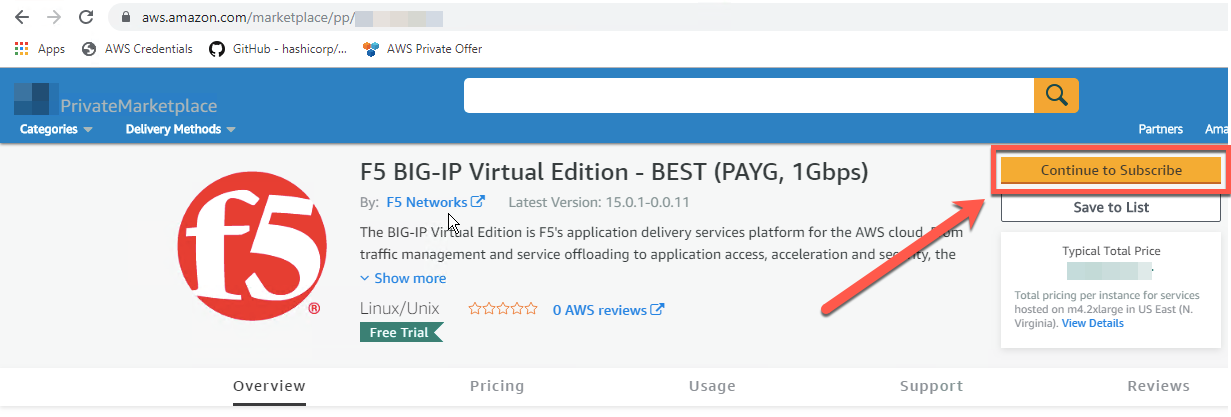 aws.amazon.com/marketplace/pp/
Apps AWS Credentials GitHub - hashicorp/... AWS Private Offer
PrivateMarketplace
Categories Delivery Methods
Partners Ama
f5
®
F5 BIG-IP Virtual Edition - BEST (PAYG, 1Gbps)
By: F5 Networks Latest Version: 15.0.1-0.0.11
The BIG-IP Virtual Edition is F5's application delivery services platform for the AWS cloud. From
traffic management and service offloading to application access, acceleration and security, the
Show more
Linux/Unix 0 AWS reviews
Free Trial
Continue to Subscribe
Save to List
Typical Total Price
Total pricing per instance for services
hosted on m4.2xlarge in US East (N.
Virginia). View Details
Overview Pricing Usage Support Reviews